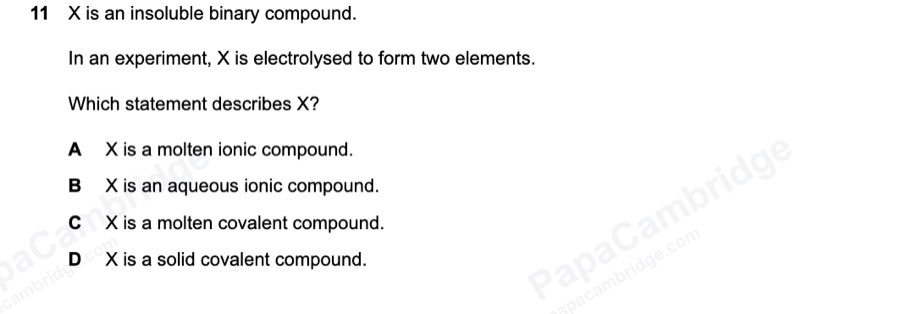 11 X is an insoluble binary compound.
In an experiment, X is electrolysed to form two elements.
Which statement describes X?
A X is a molten ionic compound.
B X is an aqueous ionic compound.
C X is a molten covalent compound.
D X is a solid covalent compound.
PapaCambridge